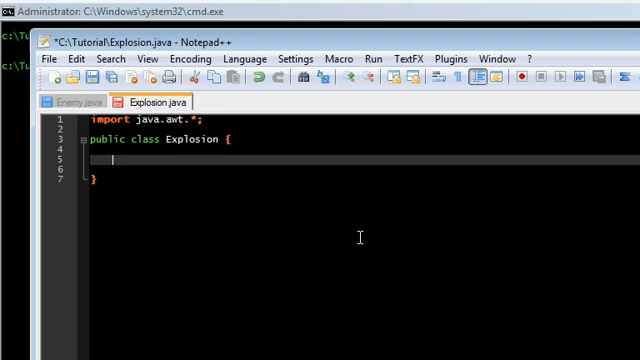 Administrator: C:\Windows\system32\cmd.exe
c:\Tu
c:\Tu
*C:\Tutorial\Explosion.java - Notepad++
File Edit Search View Encoding Language Settings Macro Run TextFX Plugins Window ?
Enemy.java Explosion.java
1 import java.awt.*;
2
3 public class Explosion {
4
5
6
7 }